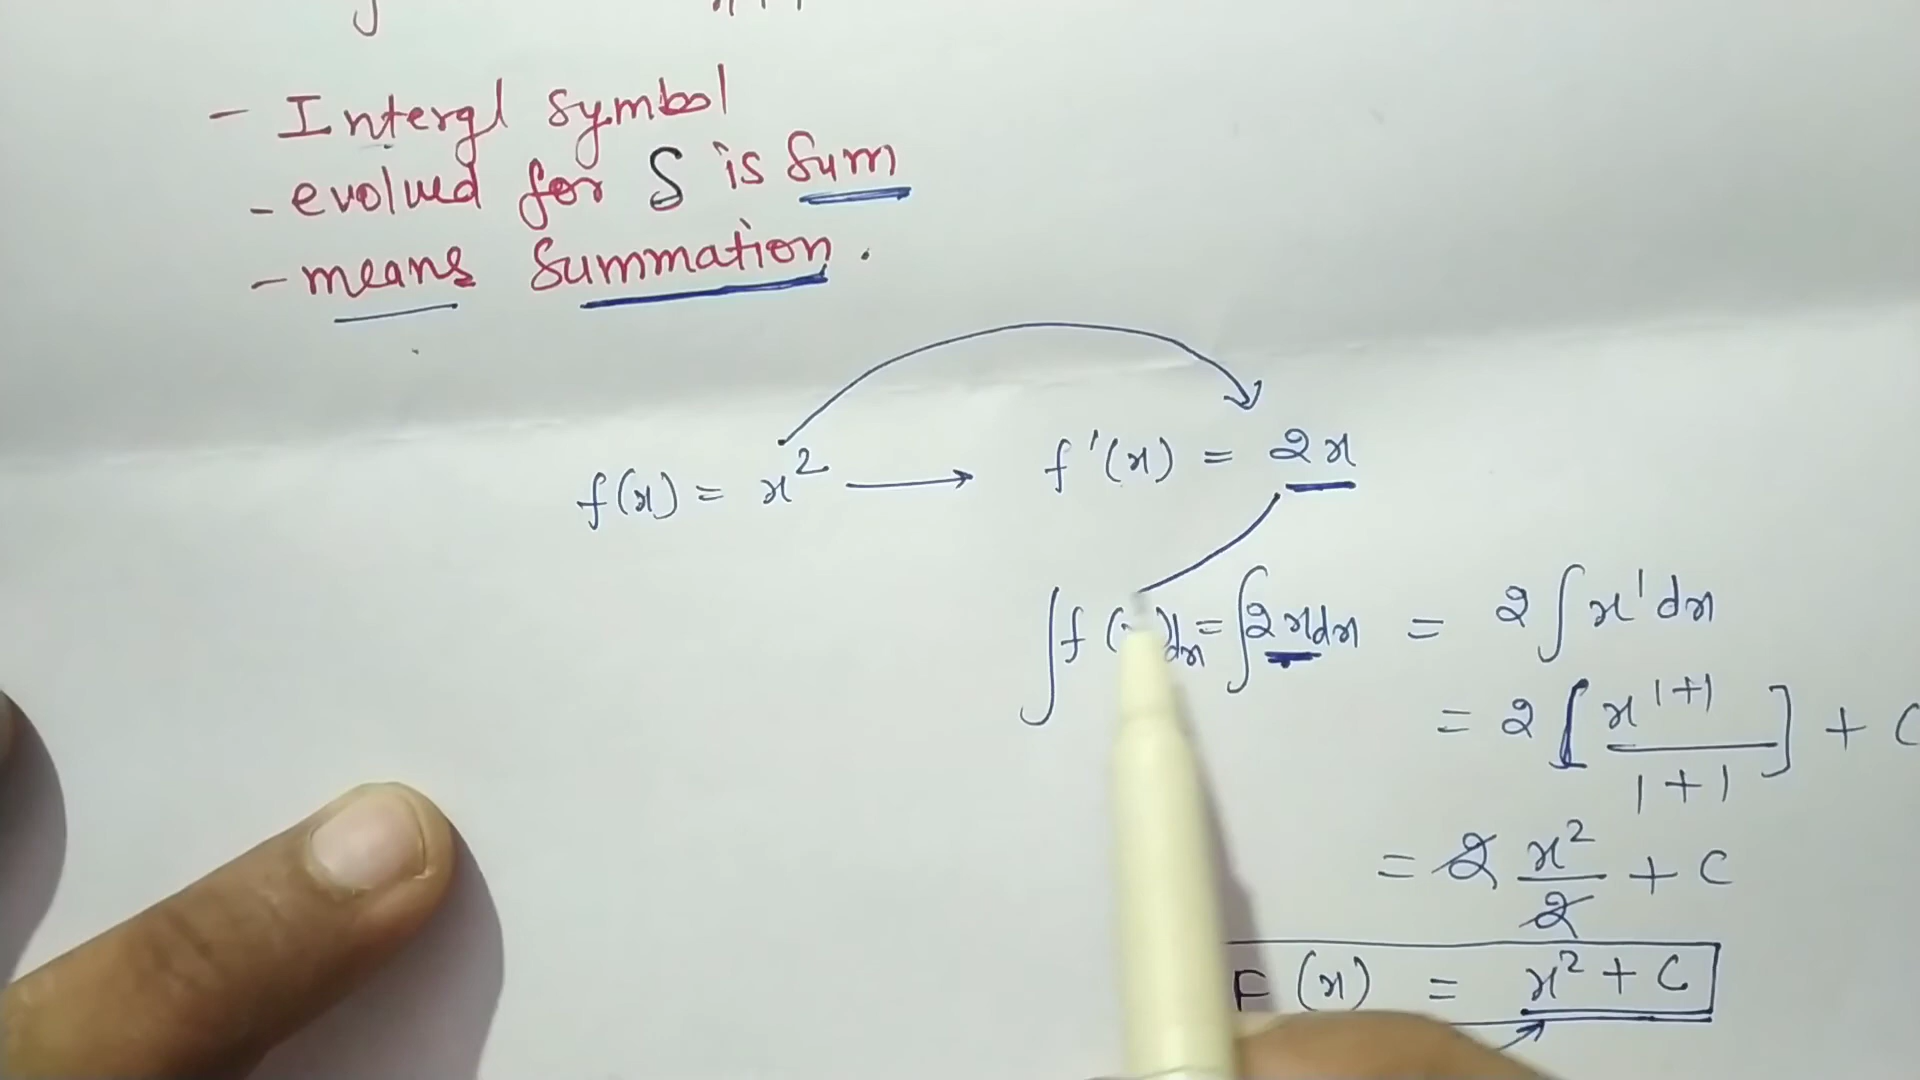 - Intergl symbol
- evolued for S is Sum
- means Summation.
f(x) = x² → f'(x) = 2x
∫f( )dx = ∫2xdx = 2∫x¹dx
= 2[x¹⁺¹/1+1] + C
= 2 x²/2 + C
F(x) = x² + C